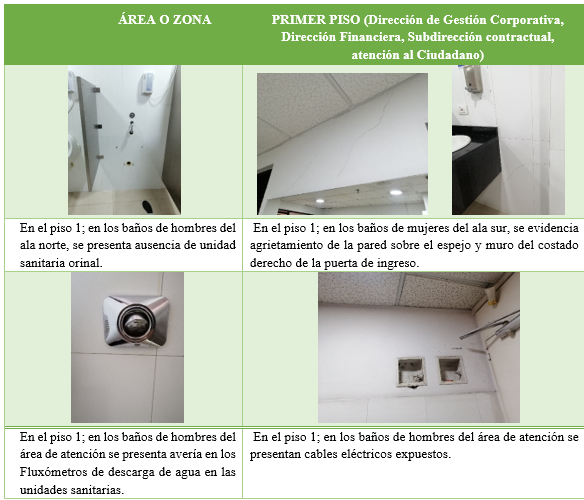 ÁREA O ZONA
PRIMER PISO (Dirección de Gestión Corporativa,
Dirección Financiera, Subdirección contractual,
atención al Ciudadano)
En el piso 1; en los baños de hombres del
ala norte, se presenta ausencia de unidad
sanitaria orinal.
En el piso 1; en los baños de mujeres del ala sur, se evidencia
agrietamiento de la pared sobre el espejo y muro del costado
derecho de la puerta de ingreso.
En el piso 1; en los baños de hombres del
área de atención se presenta avería en los
Fluxómetros de descarga de agua en las
unidades sanitarias.
En el piso 1; en los baños de hombres del área de atención se
presentan cables eléctricos expuestos.